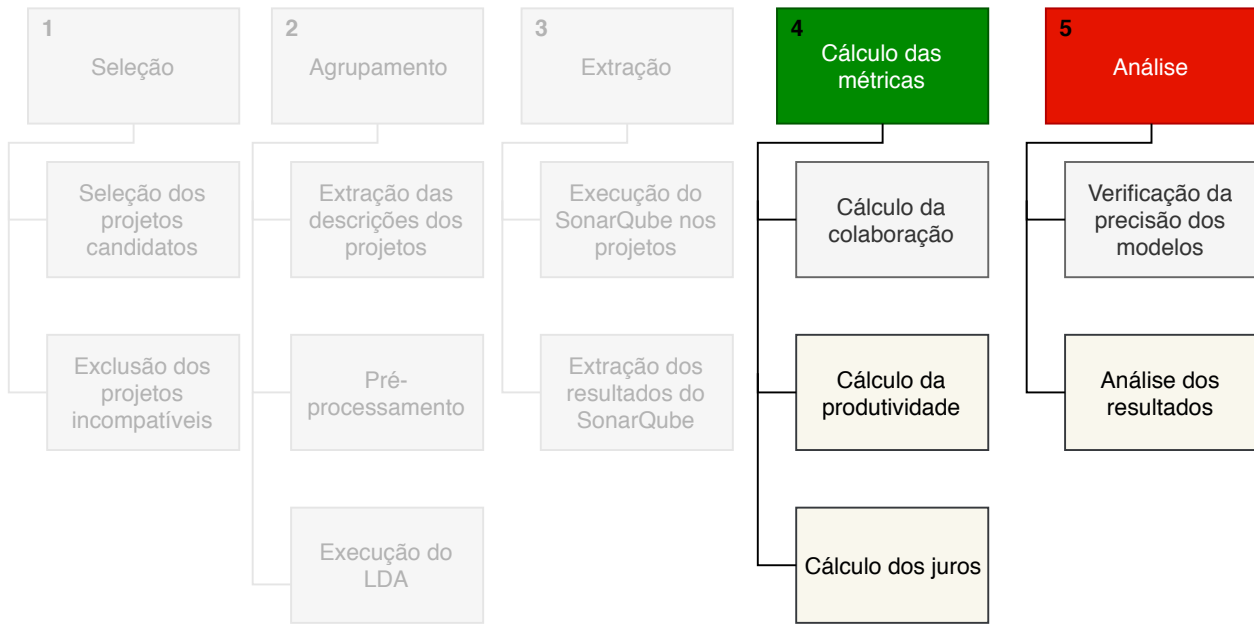 1
Seleção
Seleção dos
projetos
candidatos
Exclusão dos
projetos
incompatíveis
2
Agrupamento
Extração das
descrições dos
projetos
Pré-
processamento
Execução do
LDA
3
Extração
Execução do
SonarQube nos
projetos
Extração dos
resultados do
SonarQube
4
Cálculo das
métricas
Cálculo da
colaboração
Cálculo da
produtividade
Cálculo dos juros
5
Análise
Verificação da
precisão dos
modelos
Análise dos
resultados